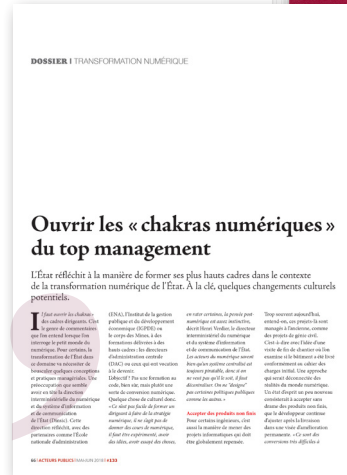 DOSSIER I TRANSFORMATION NUMÉRIQUE
Ouvrir les « chakras numériques »
du top management
L'État réfléchit à la manière de former ses plus hauts cadres dans le contexte
de la transformation numérique de l'État. À la clé, quelques changements culturels
potentiels.
Il faut ouvrir les chakras
des cadres dirigeants. C'est
le genre de commentaires
que l'on entend lorsque l'on
interroge le petit monde du
numérique. Pour certains, la
transformation de l'État dans
ce domaine va nécessiter de
bousculer quelques conceptions
et pratiques managériales. Une
préoccupation que semble
avoir en tête la direction
interministérielle du numérique
et du système d'information
et de communication
de l'État (Dinsic). Cette
direction réfléchit, avec des
partenaires comme l'École
nationale d'administration
(ENA), l'Institut de la gestion
publique et du développement
économique (IGPDE) ou
le corps des Mines, à des
formations délivrées à des
hauts cadres : les directeurs
d'administration centrale
(DAC) ou ceux qui ont vocation
à le devenir.
L'objectif ? Pas une formation au
code, bien sûr, mais plutôt une
sorte de conversion numérique.
Quelque chose de culturel donc.
« Ce n'est pas facile de former un
dirigeant à faire de la stratégie
numérique, il ne s'agit pas de
donner des cours de numérique,
il faut être expérimenté, avoir
des idées, avoir essayé des choses,
en rater certaines, la pensée post-
numérique est assez instinctive,
décrit Henri Verdier, le directeur
interministériel du numérique
et du système d'information
et de communication de l'État.
Les acteurs du numérique savent
bien qu'un système centralisé est
toujours piratable, donc si on
ne veut pas qu'il le soit, il faut
décentraliser. On ne "designe"
pas certaines politiques publiques
comme les autres. »
Accepter des produits non finis
Pour certains ingénieurs, c'est
aussi la manière de mener des
projets informatiques qui doit
être globalement repensée.
Trop souvent aujourd'hui,
entend-on, ces projets-là sont
managés à l'ancienne, comme
des projets de génie civil.
C'est-à-dire avec l'idée d'une
visite de fin de chantier où l'on
examine si le bâtiment a été livré
conformément au cahier des
charges initial. Une approche
qui serait déconnectée des
réalités du monde numérique.
Un état d'esprit un peu nouveau
consisterait à accepter sans
drame des produits non finis,
que le développeur continue
d'ajuster après la livraison
dans une visée d'amélioration
permanente. « Ce sont des
conversions très difficiles à
66 I ACTEURS PUBLICS I